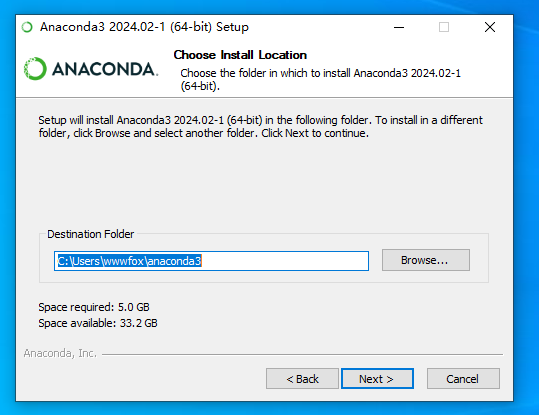 Anaconda3 2024.02-1 (64-bit) Setup
ANACONDA.
Choose Install Location
Choose the folder in which to install Anaconda3 2024.02-1
(64-bit).
Setup will install Anaconda3 2024.02-1 (64-bit) in the following folder. To install in a different
folder, click Browse and select another folder. Click Next to continue.
Destination Folder
C:\Users\wwwfox\anaconda3
Browse...
Space required: 5.0 GB
Space available: 33.2 GB
Anaconda, Inc.
< Back
Next >
Cancel